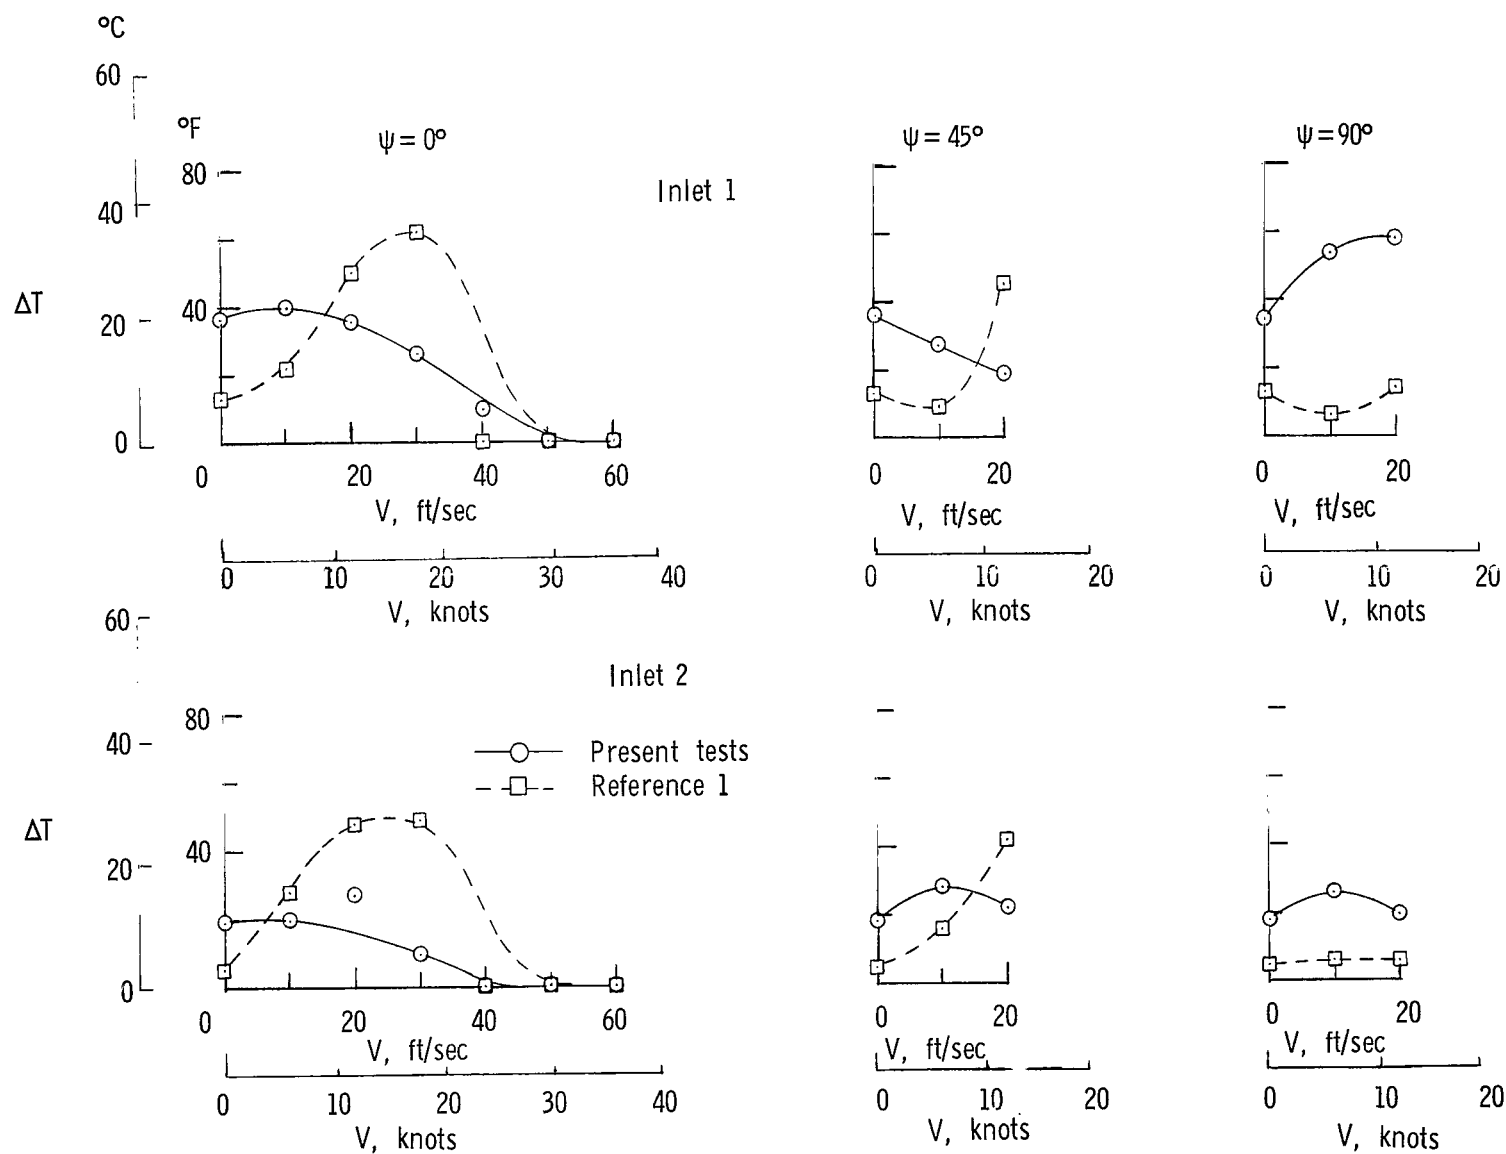 °C
60
°F
ψ = 0°
ψ = 45°
ψ = 90°
80
Inlet 1
40
ΔT
20
40
0
0 20 40 60
V, ft/sec
0 20
V, ft/sec
0 20
V, ft/sec
0 10 20 30 40
V, knots
0 10 20
V, knots
0 10 20
V, knots
60
Inlet 2
80
40
Present tests
Reference 1
ΔT
20
40
0
0 20 40 60
V, ft/sec
0 20
V, ft/sec
0 20
V, ft/sec
0 10 20 30 40
V, knots
0 10 20
V, knots
0 10 20
V, knots